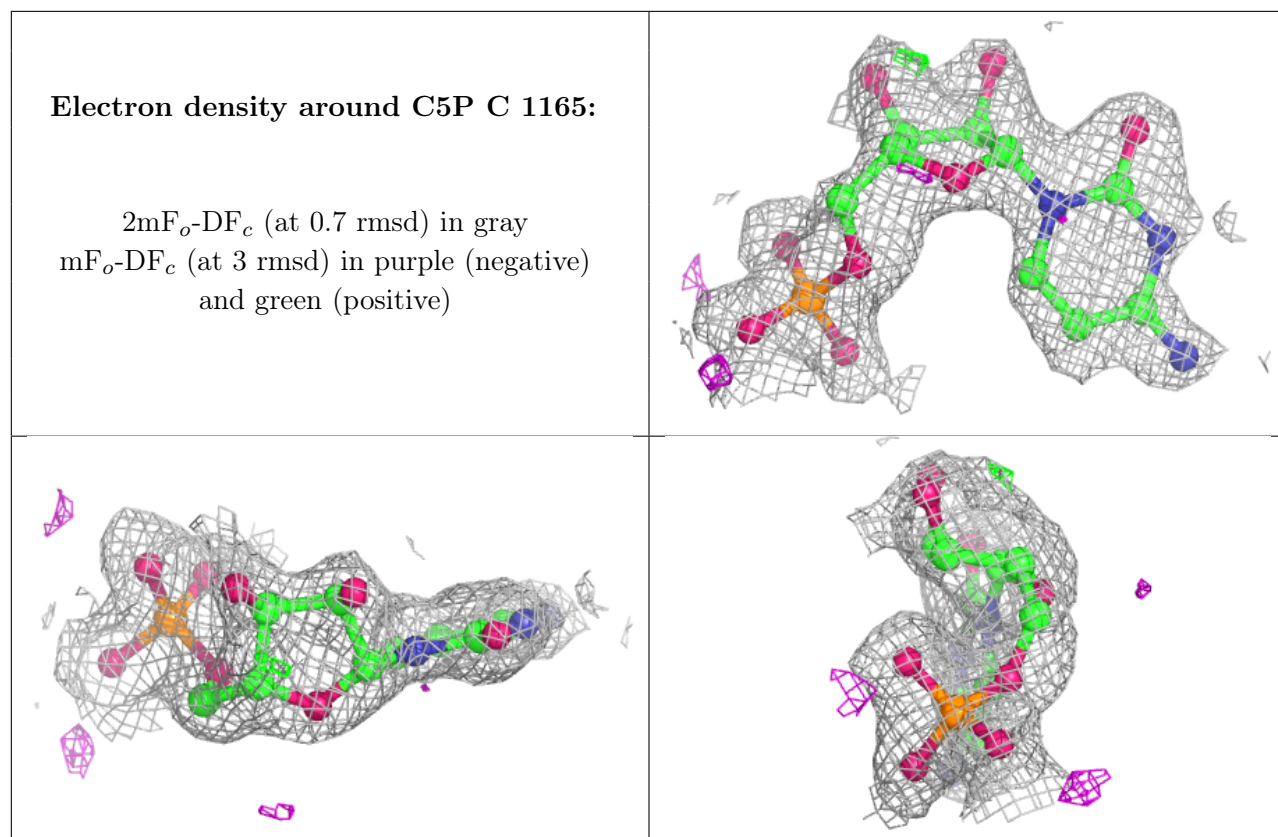 Electron density around C5P C 1165:
2mFo-DFc (at 0.7 rmsd) in gray
mFo-DFc (at 3 rmsd) in purple (negative)
and green (positive)